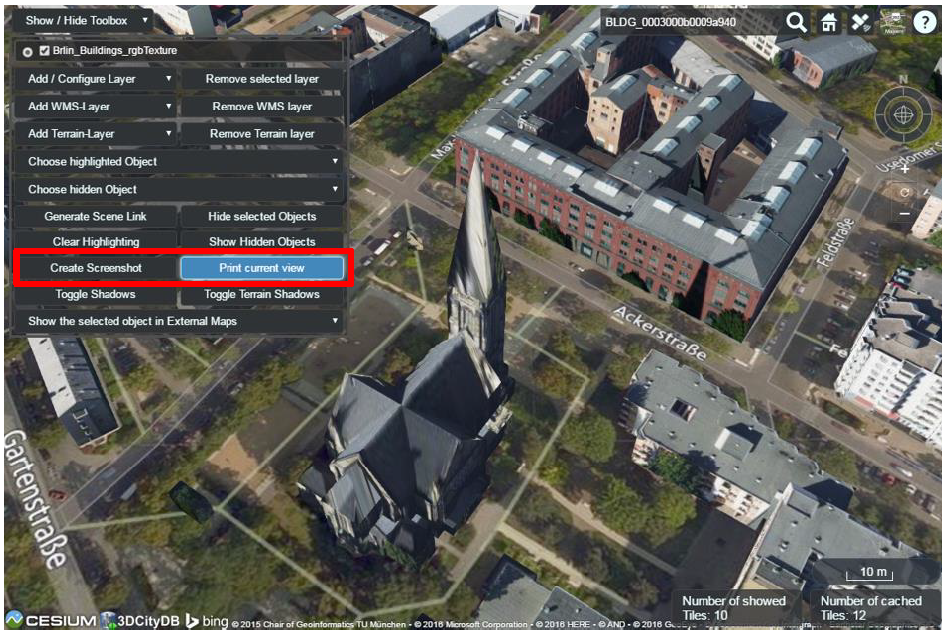 Show / Hide Toolbox
BLDG_0003000b0009a940
Brlin_Buildings_rgbTexture
Add / Configure Layer
Remove selected layer
Add WMS-Layer
Remove WMS layer
Add Terrain-Layer
Remove Terrain layer
Choose highlighted Object
Choose hidden Object
Generate Scene Link
Hide selected Objects
Clear Highlighting
Show Hidden Objects
Create Screenshot
Print current view
Toggle Shadows
Toggle Terrain Shadows
Show the selected object in External Maps
N
Feldstraße
Ackerstraße
Gartenstraße
10 m
Number of showed
Tiles: 10
Number of cached
Tiles: 12
CESIUM 3DCityDB bing © 2015 Chair of Geoinformatics TU München - © 2016 Microsoft Corporation - © 2016 HERE - © AND - © 2016